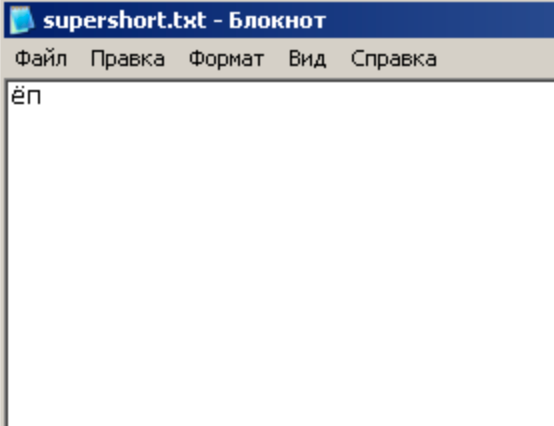 supershort.txt - Блокнот
Файл Правка Формат Вид Справка
ёп